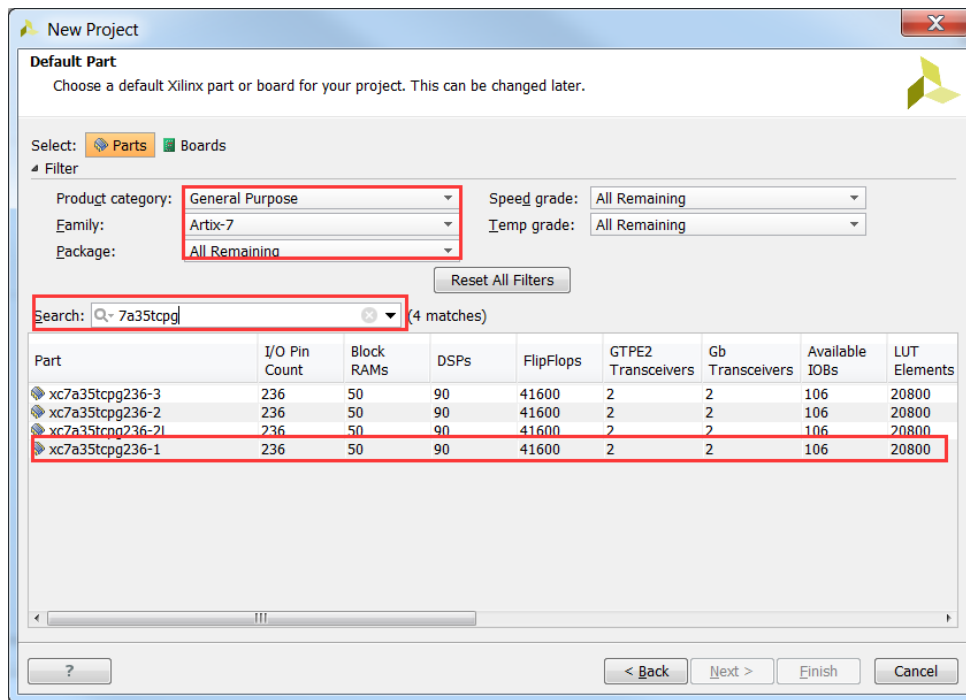 New Project
Default Part
Choose a default Xilinx part or board for your project. This can be changed later.
Select: Parts Boards
Filter
Product category: General Purpose Speed grade: All Remaining
Family: Artix-7 Temp grade: All Remaining
Package: All Remaining
Reset All Filters
Search: 7a35tcpg (4 matches)
Part I/O Pin Count Block RAMs DSPs FlipFlops GTPE2 Transceivers Gb Transceivers Available IOBs LUT Elements
xc7a35tcpg236-3 236 50 90 41600 2 2 106 20800
xc7a35tcpg236-2 236 50 90 41600 2 2 106 20800
xc7a35tcpg236-2L 236 50 90 41600 2 2 106 20800
xc7a35tcpg236-1 236 50 90 41600 2 2 106 20800
? < Back Next > Finish Cancel